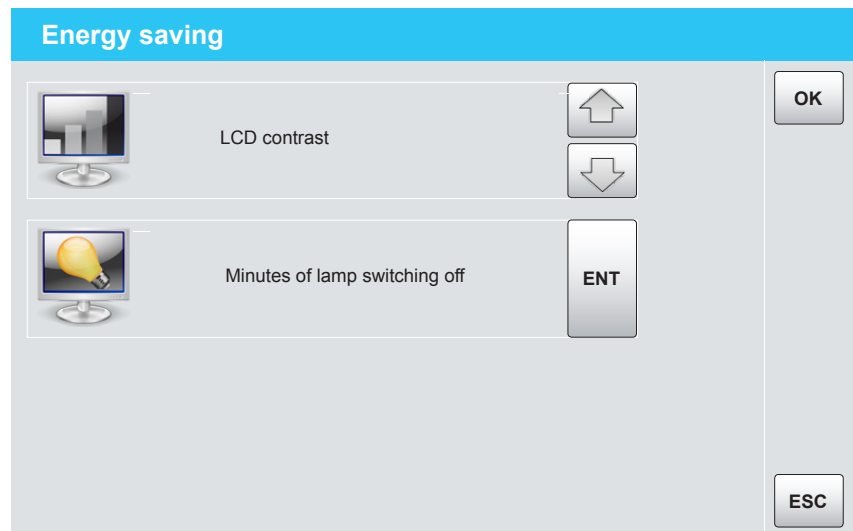 Energy saving
OK
LCD contrast
Minutes of lamp switching off
ENT
ESC